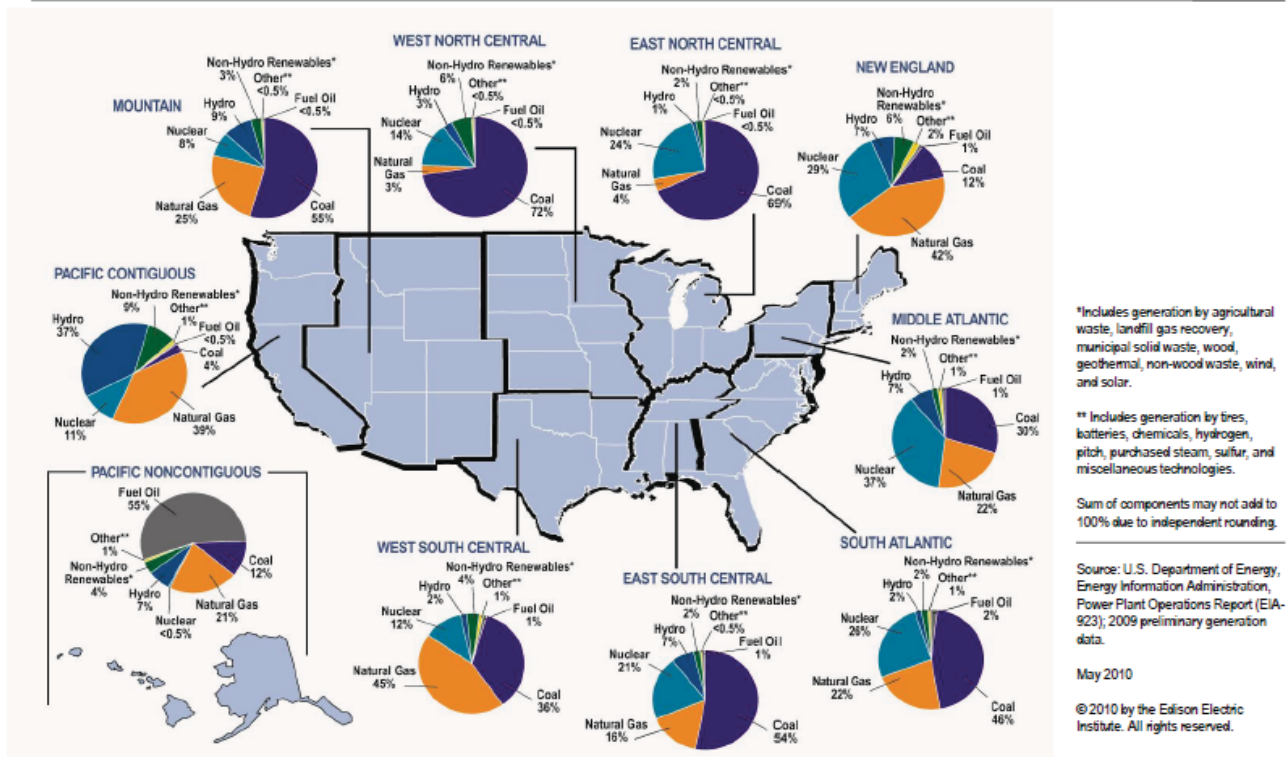 WEST NORTH CENTRAL
Non-Hydro Renewables*
6%
Other**
<0.5%
Hydro
3%
Fuel Oil
<0.5%
Nuclear
14%
Natural
Gas
3%
Coal
72%
EAST NORTH CENTRAL
Non-Hydro Renewables*
2%
Other**
<0.5%
Hydro
1%
Fuel Oil
<0.5%
Nuclear
24%
Natural
Gas
4%
Coal
69%
NEW ENGLAND
Non-Hydro
Renewables*
6%
Other**
2%
Hydro
7%
Fuel Oil
1%
Nuclear
29%
Coal
12%
Natural Gas
42%
MOUNTAIN
Non-Hydro Renewables*
3%
Other**
<0.5%
Hydro
9%
Fuel Oil
<0.5%
Nuclear
8%
Natural Gas
25%
Coal
55%
PACIFIC CONTIGUOUS
Non-Hydro Renewables*
9%
Other**
1%
Hydro
37%
Fuel Oil
<0.5%
Coal
4%
Natural Gas
39%
Nuclear
11%
MIDDLE ATLANTIC
Non-Hydro Renewables*
2%
Other**
1%
Hydro
7%
Fuel Oil
1%
Coal
30%
Nuclear
37%
Natural Gas
22%
PACIFIC NONCONTIGUOUS
Fuel Oil
55%
Other**
1%
Non-Hydro
Renewables*
4%
Hydro
7%
Nuclear
<0.5%
Natural Gas
21%
Coal
12%
WEST SOUTH CENTRAL
Non-Hydro Renewables*
4%
Other**
1%
Hydro
2%
Fuel Oil
1%
Nuclear
12%
Natural Gas
45%
Coal
36%
EAST SOUTH CENTRAL
Non-Hydro Renewables*
2%
Other**
<0.5%
Hydro
7%
Fuel Oil
1%
Nuclear
21%
Natural Gas
16%
Coal
54%
SOUTH ATLANTIC
Non-Hydro Renewables*
2%
Other**
1%
Hydro
2%
Fuel Oil
2%
Nuclear
26%
Natural Gas
22%
Coal
46%
*Includes generation by agricultural
waste, landfill gas recovery,
municipal solid waste, wood,
geothermal, non-wood waste, wind,
and solar.
** Includes generation by tires,
batteries, chemicals, hydrogen,
pitch, purchased steam, sulfur, and
miscellaneous technologies.
Sum of components may not add to
100% due to independent rounding.
Source: U.S. Department of Energy,
Energy Information Administration,
Power Plant Operations Report (EIA-
923); 2009 preliminary generation
data.
May 2010
© 2010 by the Edison Electric
Institute. All rights reserved.